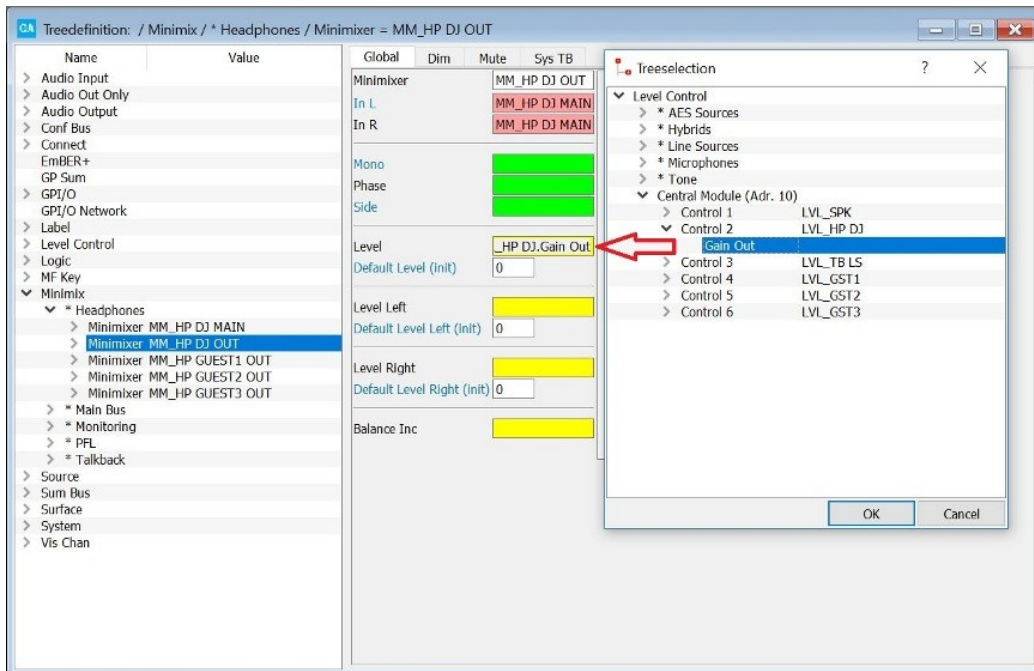 CA Treedefinition: / Minimix / * Headphones / Minimixer = MM_HP DJ OUT
Name Value
Audio Input
Audio Out Only
Audio Output
Conf Bus
Connect
EmBER+
GP Sum
GPI/O
GPI/O Network
Label
Level Control
Logic
MF Key
Minimix
* Headphones
Minimixer MM_HP DJ MAIN
Minimixer MM_HP DJ OUT
Minimixer MM_HP GUEST1 OUT
Minimixer MM_HP GUEST2 OUT
Minimixer MM_HP GUEST3 OUT
* Main Bus
* Monitoring
* PFL
* Talkback
Source
Sum Bus
Surface
System
Vis Chan
Global Dim Mute Sys TB
Minimixer MM_HP DJ OUT
In L MM_HP DJ MAIN
In R MM_HP DJ MAIN
Mono
Phase
Side
Level _HP DJ.Gain Out
Default Level (init) 0
Level Left
Default Level Left (init) 0
Level Right
Default Level Right (init) 0
Balance Inc
Treeselection ?
Level Control
* AES Sources
* Hybrids
* Line Sources
* Microphones
* Tone
Central Module (Adr. 10)
Control 1 LVL_SPK
Control 2 LVL_HP DJ
Gain Out
Control 3 LVL_TB LS
Control 4 LVL_GST1
Control 5 LVL_GST2
Control 6 LVL_GST3
OK Cancel